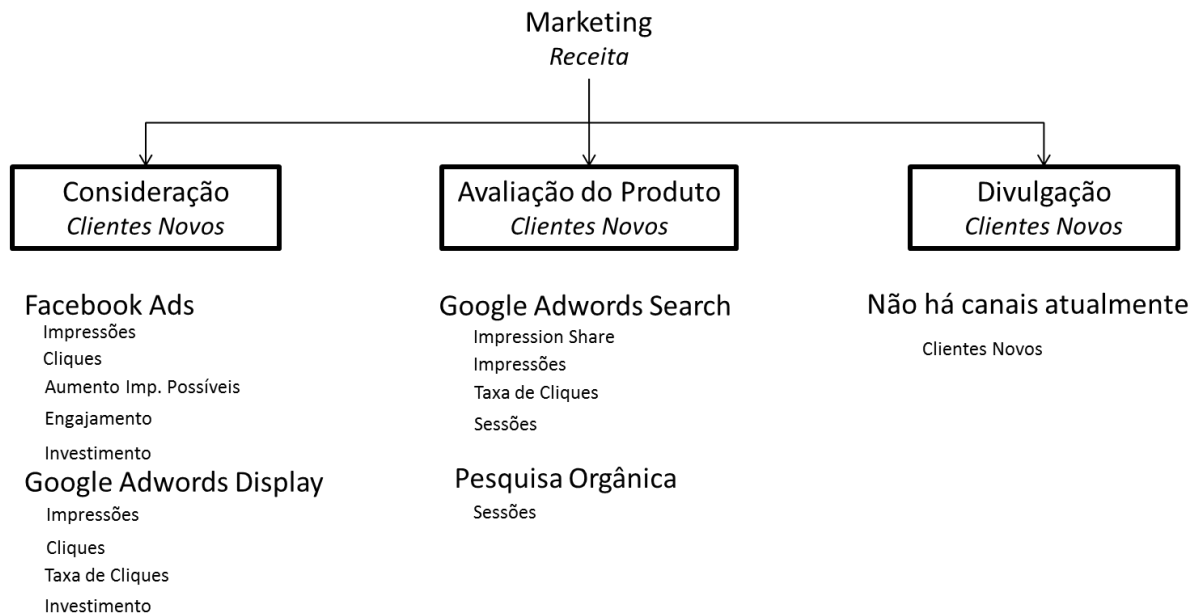 Marketing
Receita
Consideração
Clientes Novos
Facebook Ads
Impressões
Cliques
Aumento Imp. Possíveis
Engajamento
Investimento
Google Adwords Display
Impressões
Cliques
Taxa de Cliques
Investimento
Avaliação do Produto
Clientes Novos
Google Adwords Search
Impression Share
Impressões
Taxa de Cliques
Sessões
Pesquisa Orgânica
Sessões
Divulgação
Clientes Novos
Não há canais atualmente
Clientes Novos